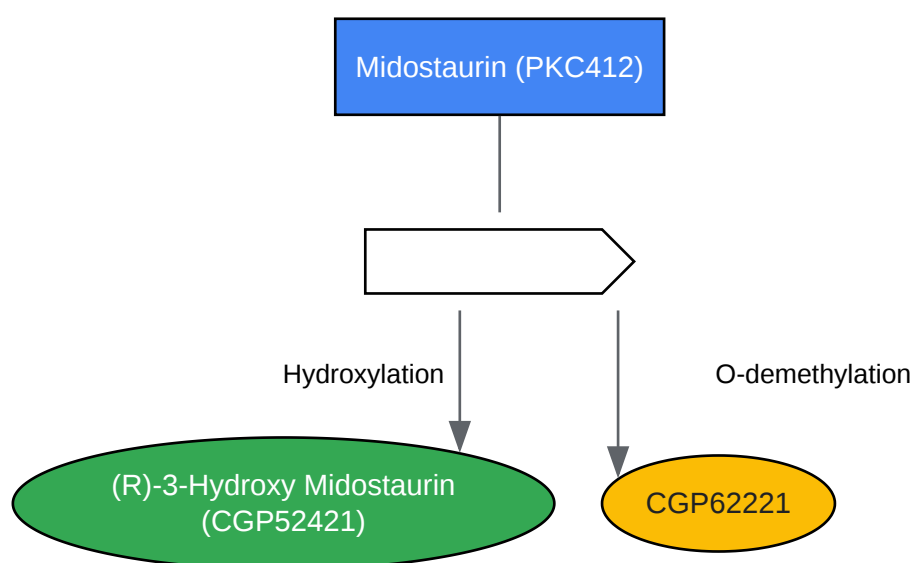 Midostaurin (PKC412)
Hydroxylation
O-demethylation
(R)-3-Hydroxy Midostaurin
(CGP52421)
CGP62221